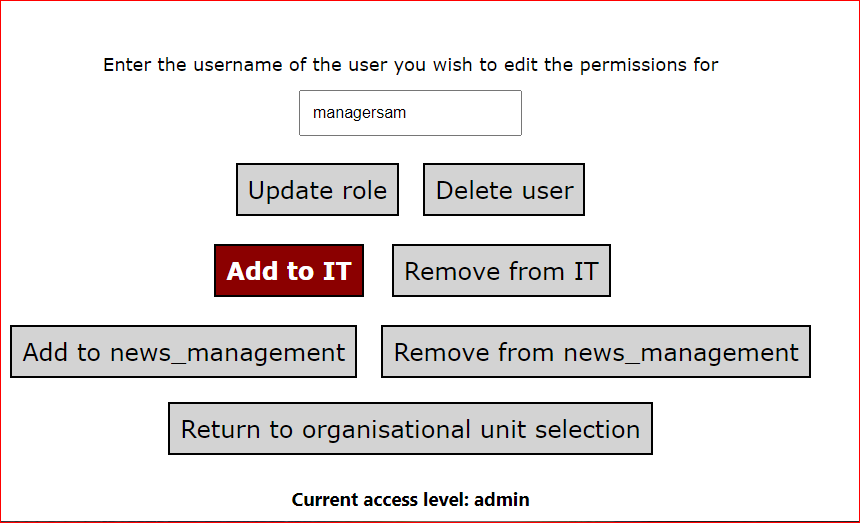 Enter the username of the user you wish to edit the permissions for
managersam
Update role Delete user
Add to IT Remove from IT
Add to news_management Remove from news_management
Return to organisational unit selection
Current access level: admin